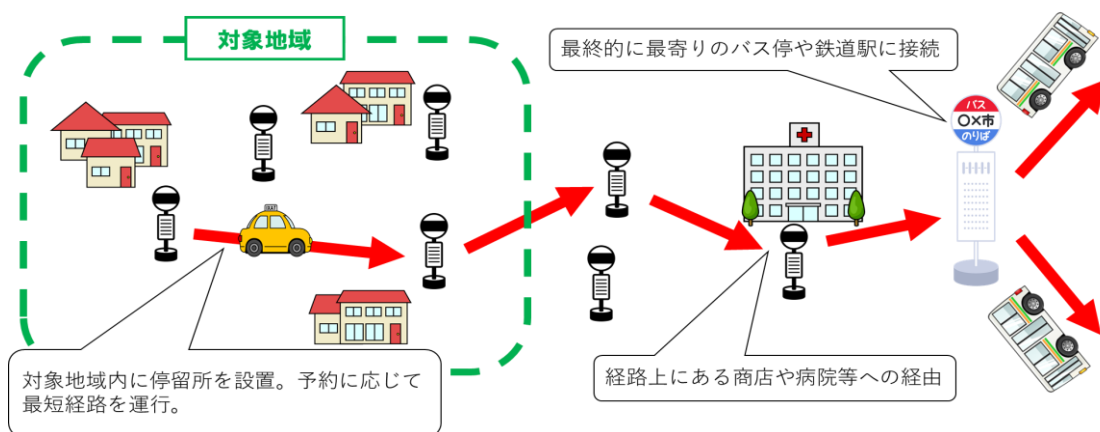 対象地域
最終的に最寄りのバス停や鉄道駅に接続
バス
〇×市
のりば
TAXI
対象地域内に停留所を設置。予約に応じて
最短経路を運行。
経路上にある商店や病院等への経由